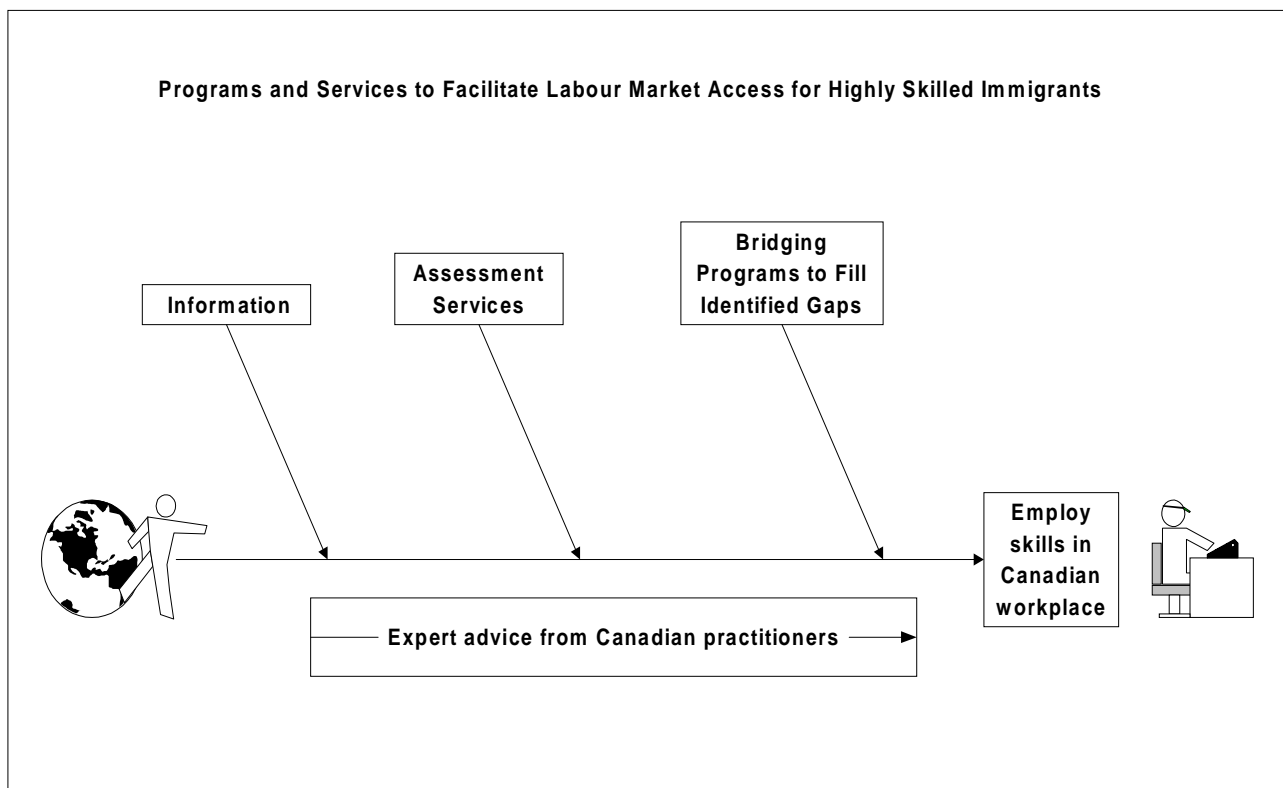 Programs and Services to Facilitate Labour Market Access for Highly Skilled Immigrants
Information
Assessment
Services
Bridging
Programs to Fill
Identified Gaps
Employ
skills in
Canadian
workplace
Expert advice from Canadian practitioners